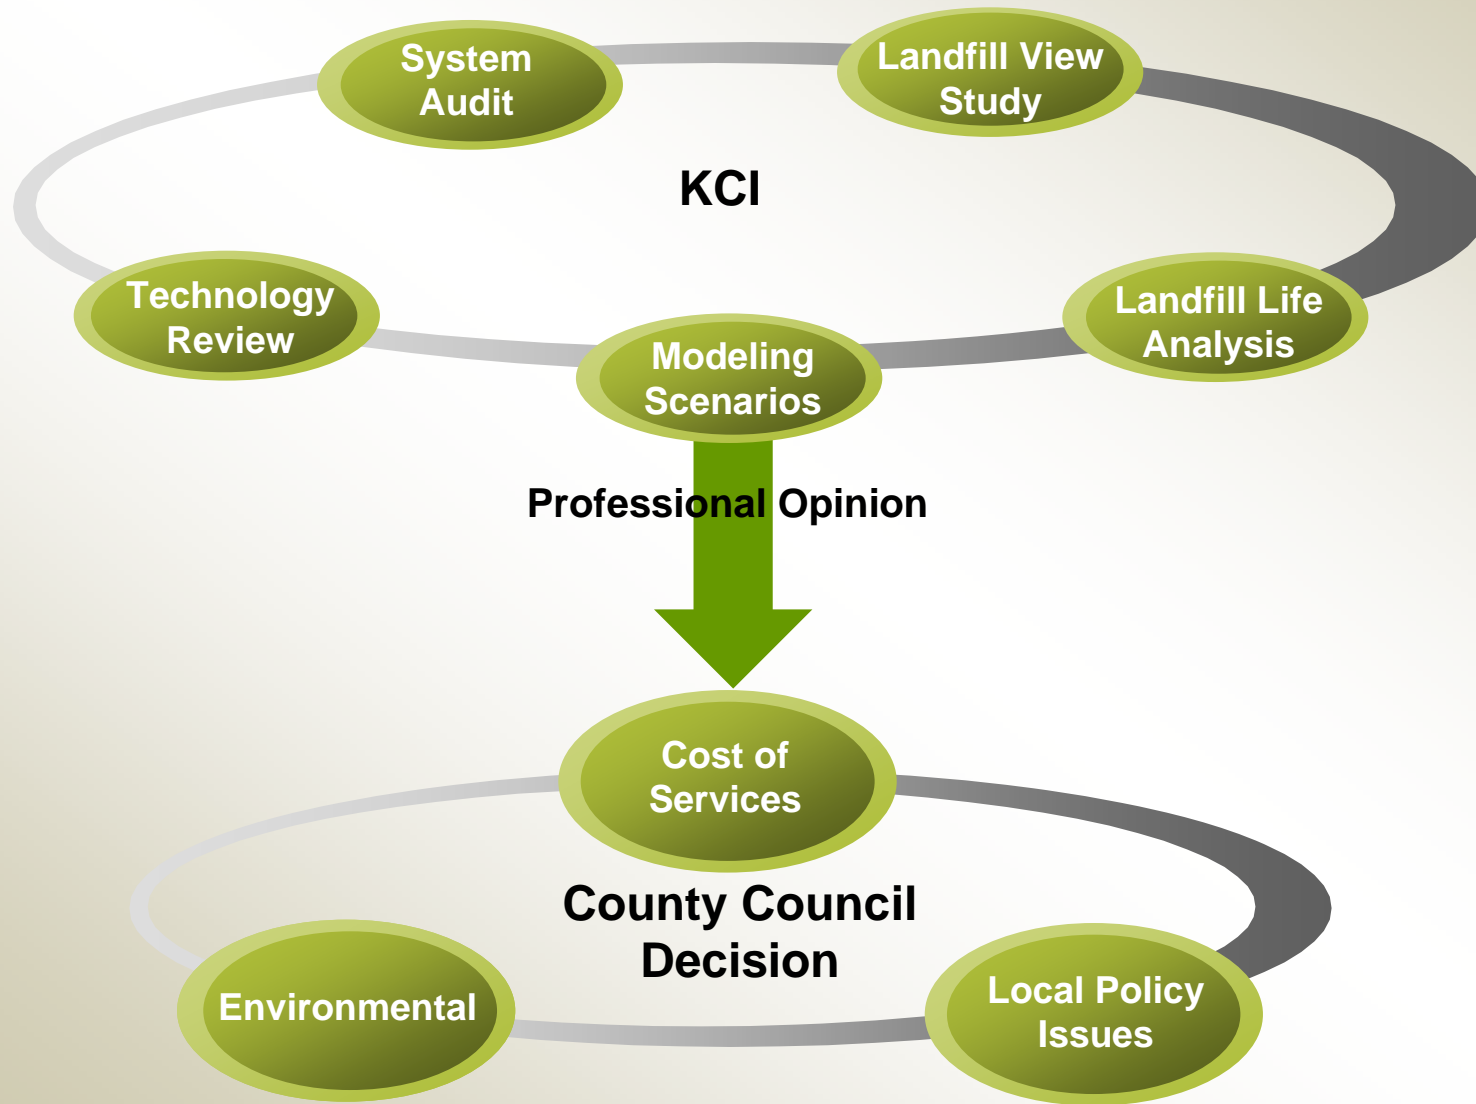 System
Audit
Landfill View
Study
KCI
Technology
Review
Landfill Life
Analysis
Modeling
Scenarios
Professional Opinion
Cost of
Services
County Council
Decision
Environmental
Local Policy
Issues